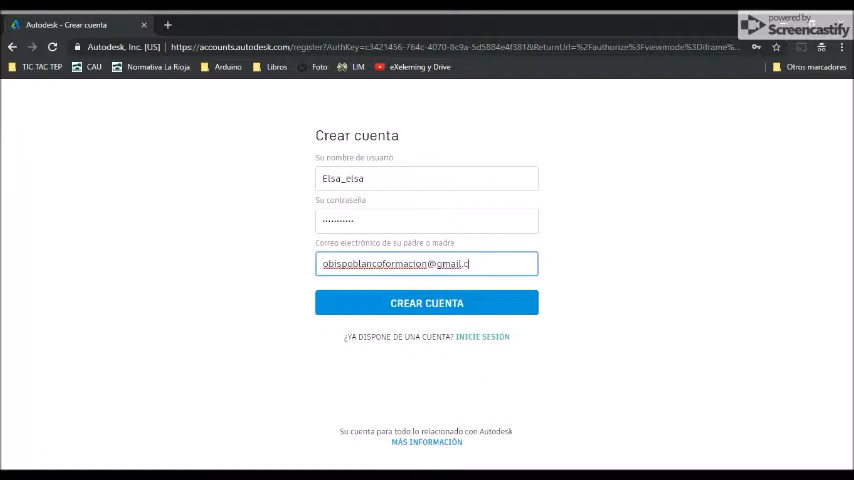 powered by
Screencastify
Autodesk - Crear cuenta
Autodesk, Inc. [US]
https://accounts.autodesk.com/register?AuthKey=c3421456-764c-4070-8c9a-5d5884e4f381&ReturnUrl=%2Fauthorize%3Fviewmode%3Diframe%...
TIC TAC TEP
CAU
Normativa La Rioja
Arduino
Libros
Foto
LIM
eXelerning y Drive
Otros marcadores
Crear cuenta
Su nombre de usuario
Elsa_elsa
Su contraseña
Correo electrónico de su padre o madre
obispoblancoformacion@gmail.c
CREAR CUENTA
¿YA DISPONE DE UNA CUENTA? INICIE SESIÓN
Su cuenta para todo lo relacionado con Autodesk
MÁS INFORMACIÓN